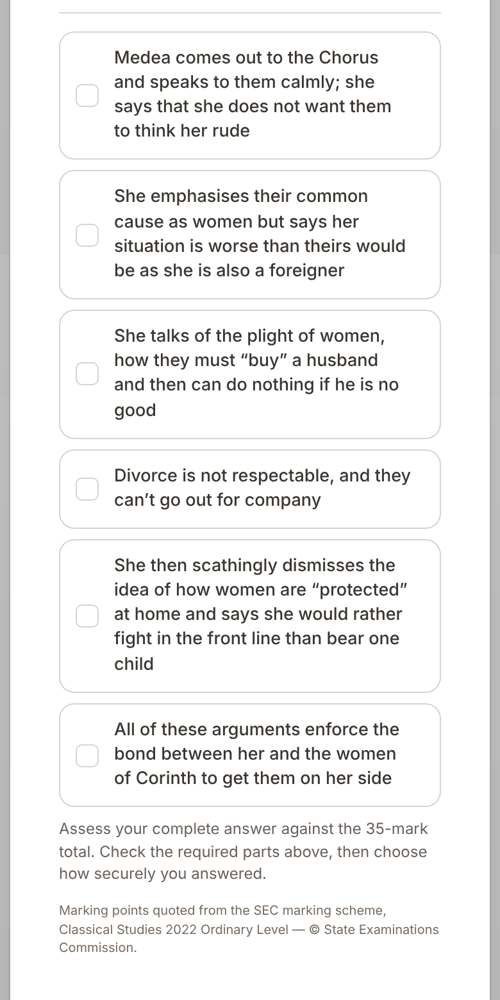 Medea comes out to the Chorus
and speaks to them calmly; she
says that she does not want them
to think her rude
She emphasises their common
cause as women but says her
situation is worse than theirs would
be as she is also a foreigner
She talks of the plight of women,
how they must “buy” a husband
and then can do nothing if he is no
good
Divorce is not respectable, and they
can’t go out for company
She then scathingly dismisses the
idea of how women are “protected”
at home and says she would rather
fight in the front line than bear one
child
All of these arguments enforce the
bond between her and the women
of Corinth to get them on her side
Assess your complete answer against the 35-mark
total. Check the required parts above, then choose
how securely you answered.
Marking points quoted from the SEC marking scheme,
Classical Studies 2022 Ordinary Level — © State Examinations
Commission.